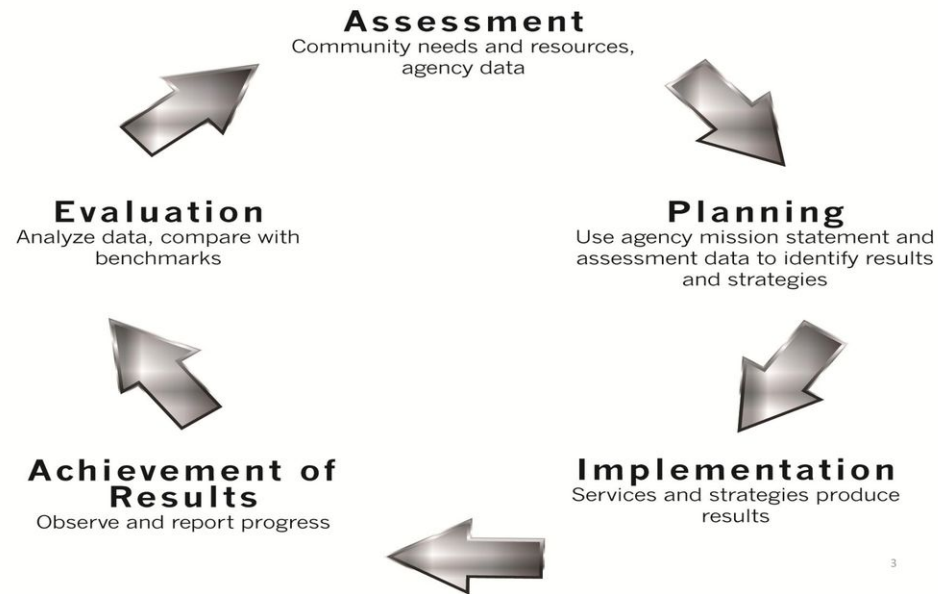 Assessment
Community needs and resources,
agency data
Evaluation
Analyze data, compare with
benchmarks
Planning
Use agency mission statement and
assessment data to identify results
and strategies
Achievement of
Results
Observe and report progress
Implementation
Services and strategies produce
results
3